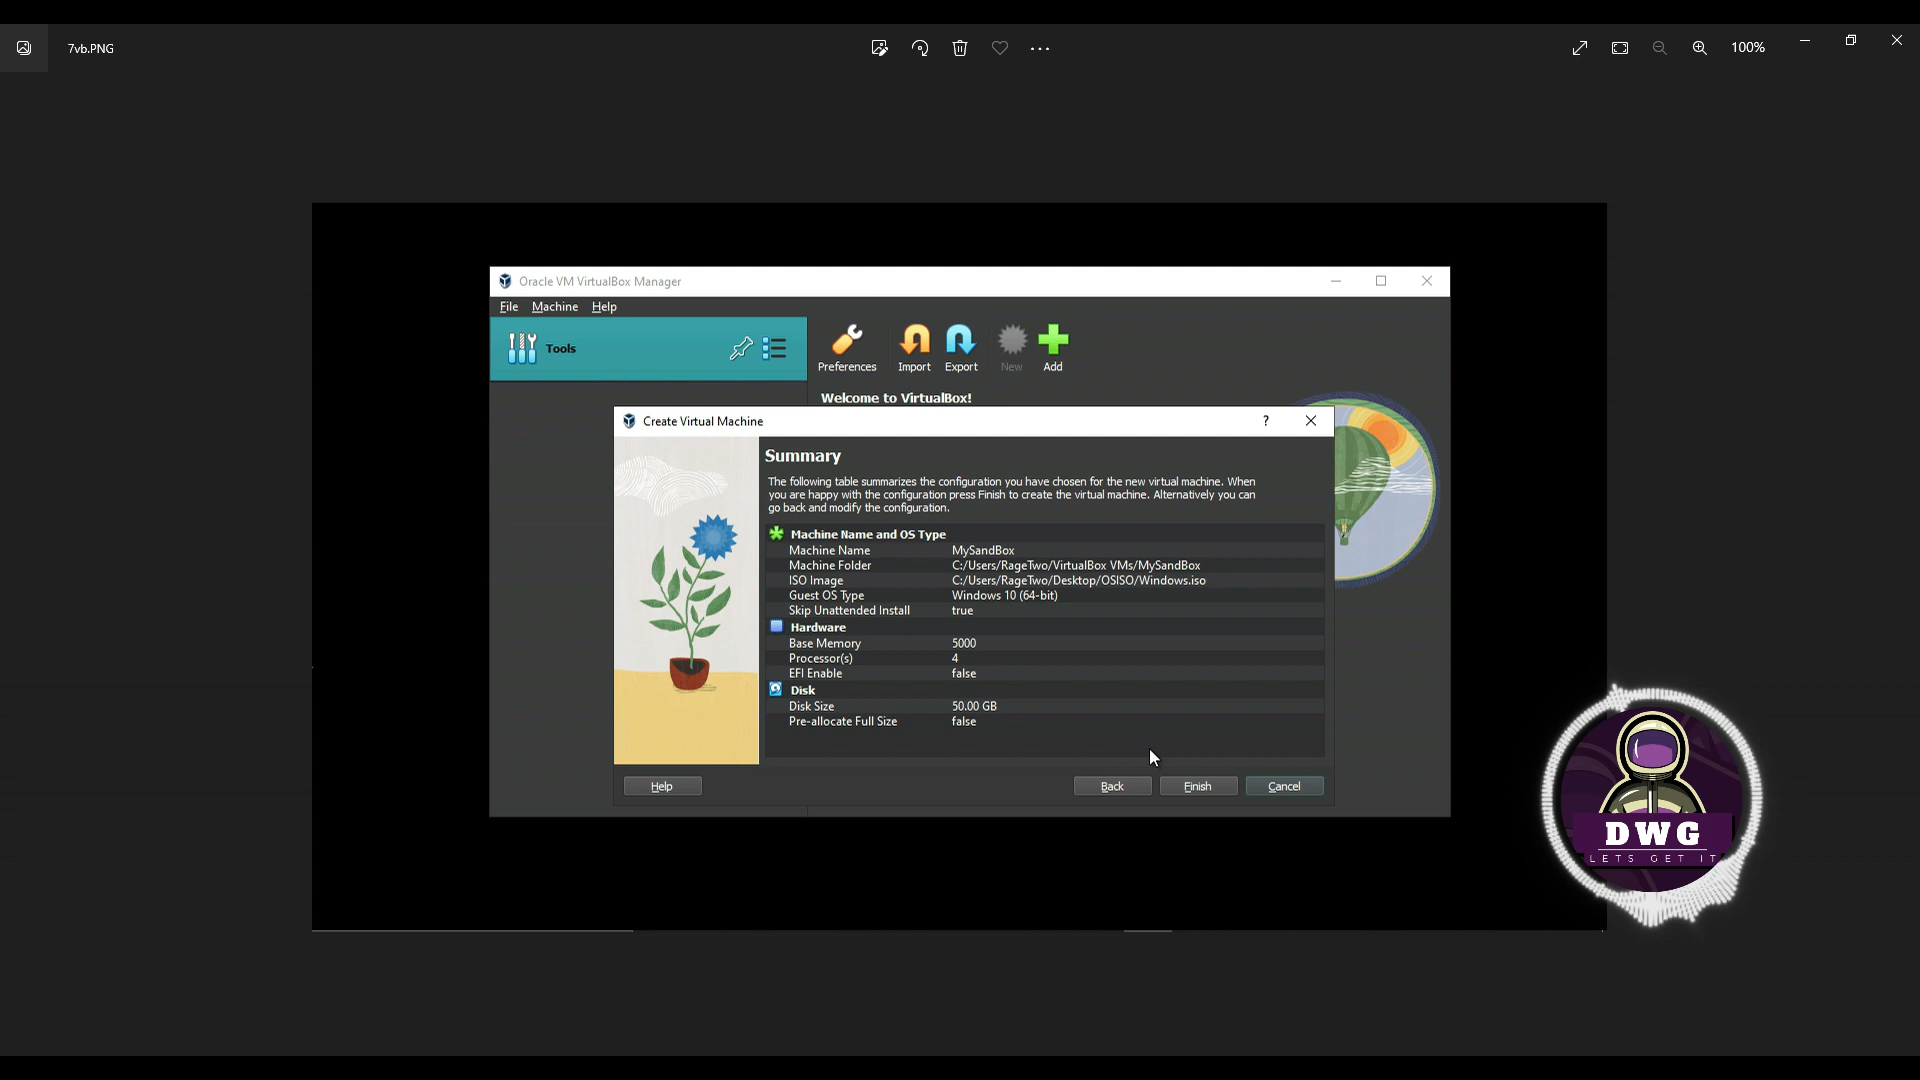 7vb.PNG
100%
Oracle VM VirtualBox Manager
File Machine Help
Tools
Preferences Import Export New Add
Welcome to VirtualBox!
Create Virtual Machine ?
Summary
The following table summarizes the configuration you have chosen for the new virtual machine. When
you are happy with the configuration press Finish to create the virtual machine. Alternatively you can
go back and modify the configuration.
Machine Name and OS Type
Machine Name MySandBox
Machine Folder C:/Users/RageTwo/VirtualBox VMs/MySandBox
ISO Image C:/Users/RageTwo/Desktop/OSISO/Windows.iso
Guest OS Type Windows 10 (64-bit)
Skip Unattended Install true
Hardware
Base Memory 5000
Processor(s) 4
EFI Enable false
Disk
Disk Size 50.00 GB
Pre-allocate Full Size false
Help Back Finish Cancel
DWG
LETS GET IT